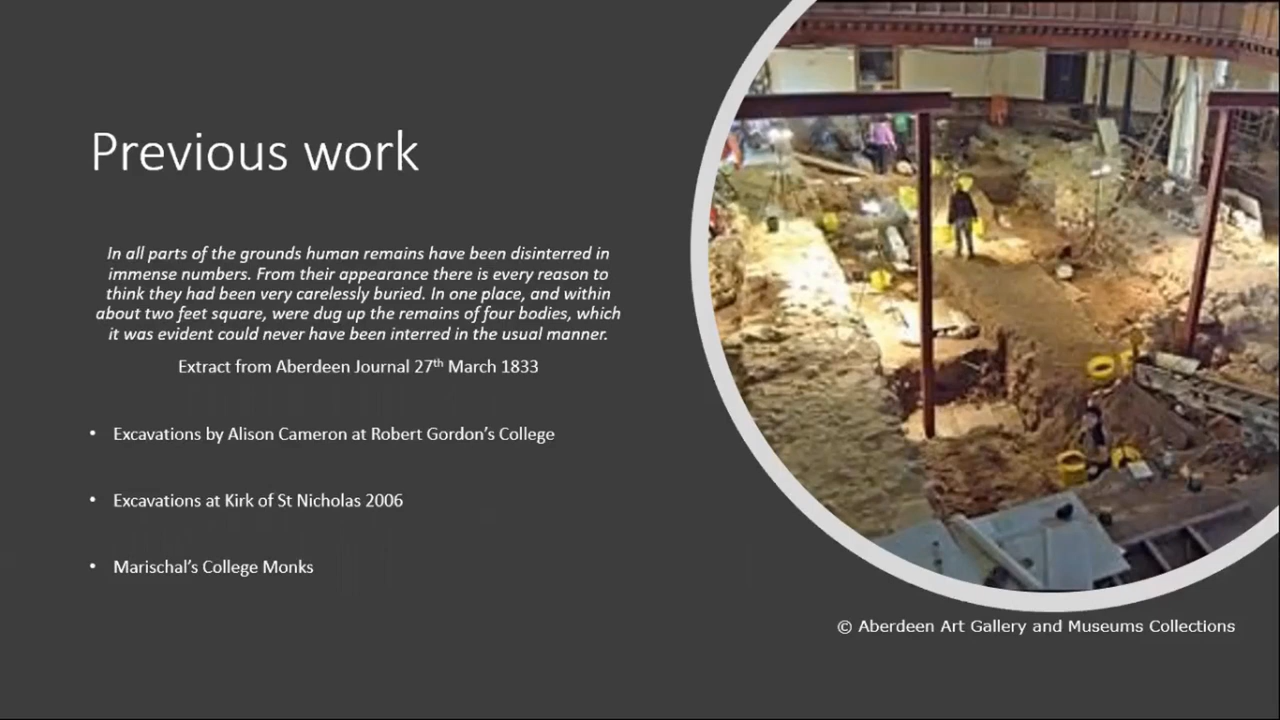 Previous work
In all parts of the grounds human remains have been disinterred in
immense numbers. From their appearance there is every reason to
think they had been very carelessly buried. In one place, and within
about two feet square, were dug up the remains of four bodies, which
it was evident could never have been interred in the usual manner.
Extract from Aberdeen Journal 27th March 1833
• Excavations by Alison Cameron at Robert Gordon’s College
• Excavations at Kirk of St Nicholas 2006
• Marischal’s College Monks
© Aberdeen Art Gallery and Museums Collections